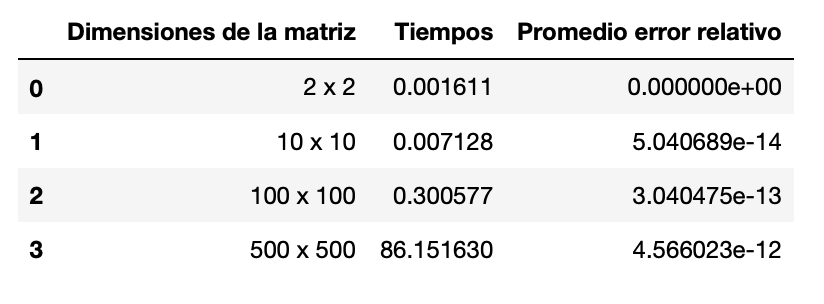 Dimensiones de la matriz Tiempos Promedio error relativo
0 2 x 2 0.001611 0.000000e+00
1 10 x 10 0.007128 5.040689e-14
2 100 x 100 0.300577 3.040475e-13
3 500 x 500 86.151630 4.566023e-12